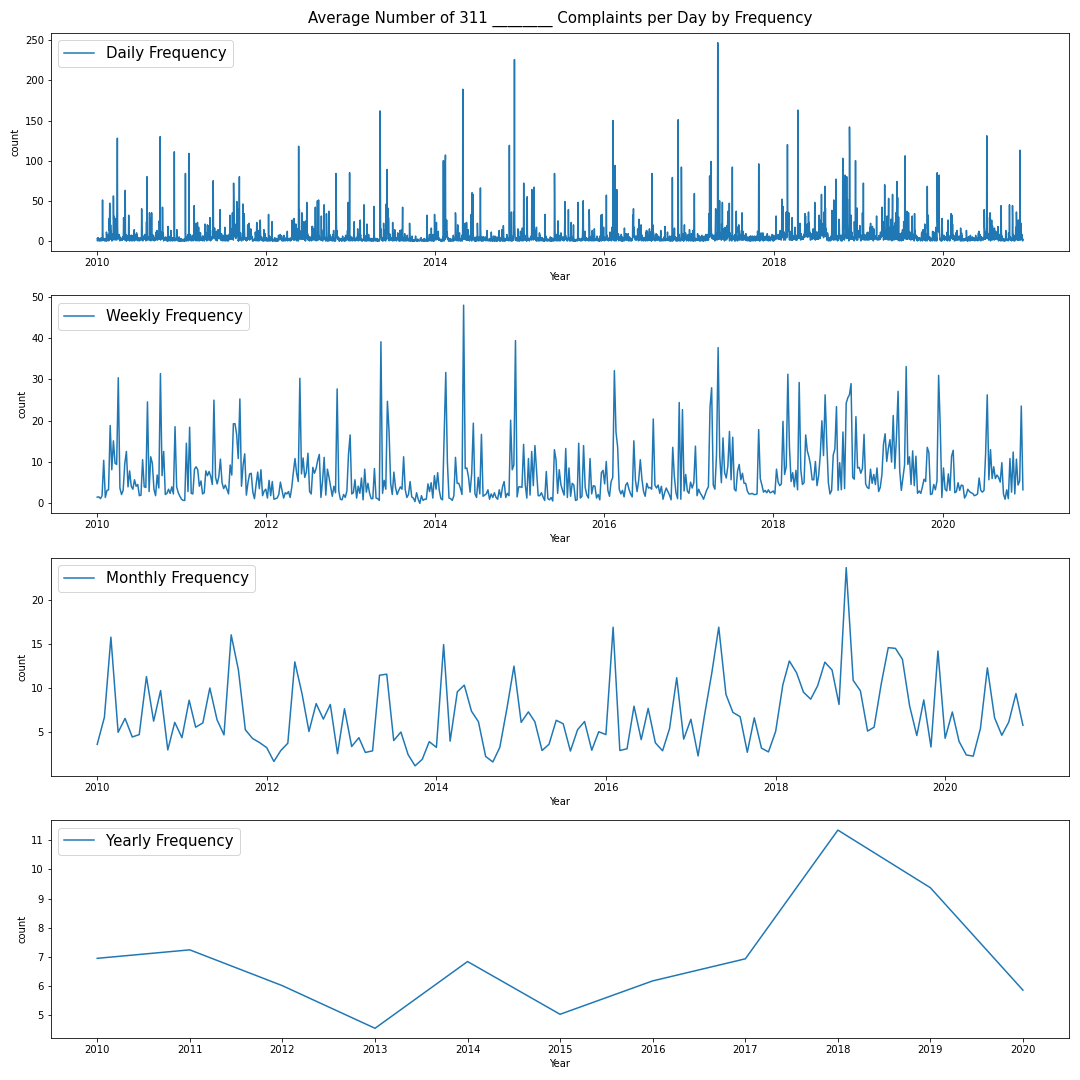 Average Number of 311 ________ Complaints per Day by Frequency
Daily Frequency
250
200
150
100
50
0
count
2010 2012 2014 2016 2018 2020
Year
Weekly Frequency
50
40
30
20
10
0
count
2010 2012 2014 2016 2018 2020
Year
Monthly Frequency
20
15
10
5
count
2010 2012 2014 2016 2018 2020
Year
Yearly Frequency
11
10
9
8
7
6
5
count
2010 2011 2012 2013 2014 2015 2016 2017 2018 2019 2020
Year